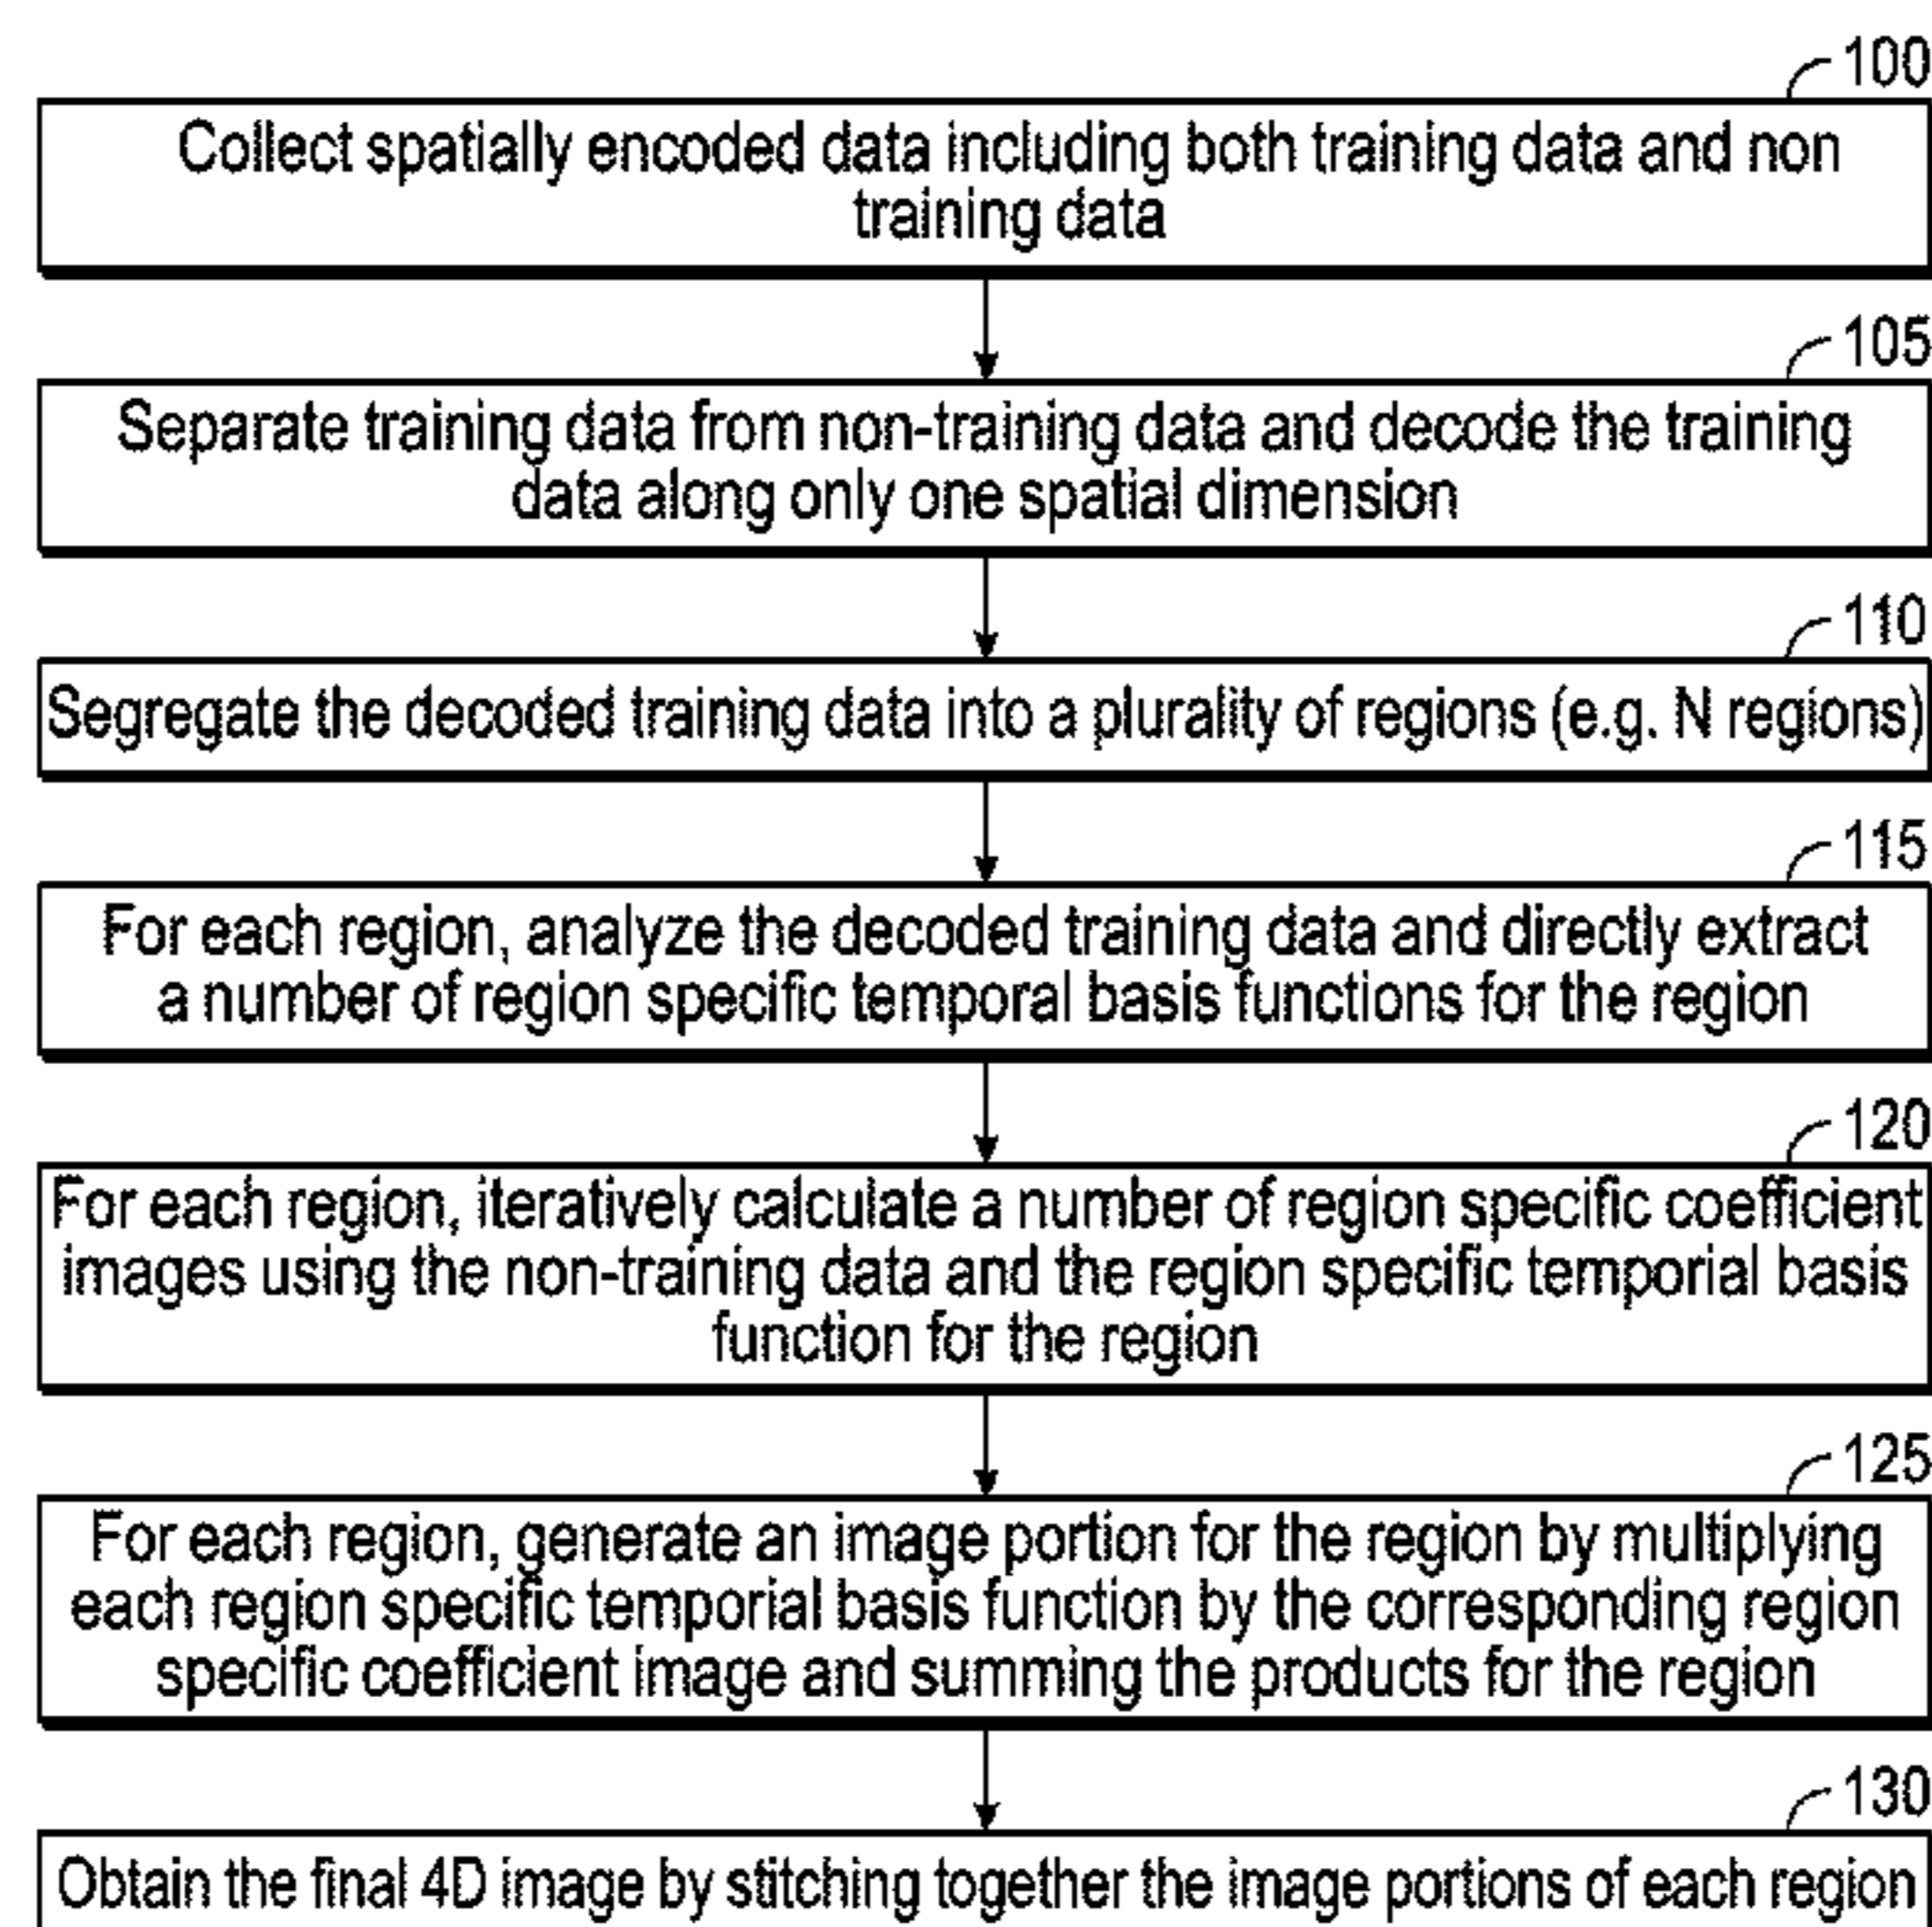 100
Collect spatially encoded data including both training data and non
training data
105
Separate training data from non-training data and decode the training
data along only one spatial dimension
110
Segregate the decoded training data into a plurality of regions (e.g. N regions)
115
For each region, analyze the decoded training data and directly extract
a number of region specific temporal basis functions for the region
120
For each region, iteratively calculate a number of region specific coefficient
images using the non-training data and the region specific temporial basis
function for the region
125
For each region, generate an image portion for the region by multiplying
each region specific temporial basis function by the corresponding region
specific coefficient image and summing the products for the region
130
Obtain the final 4D image by stitching together the image portions of each region